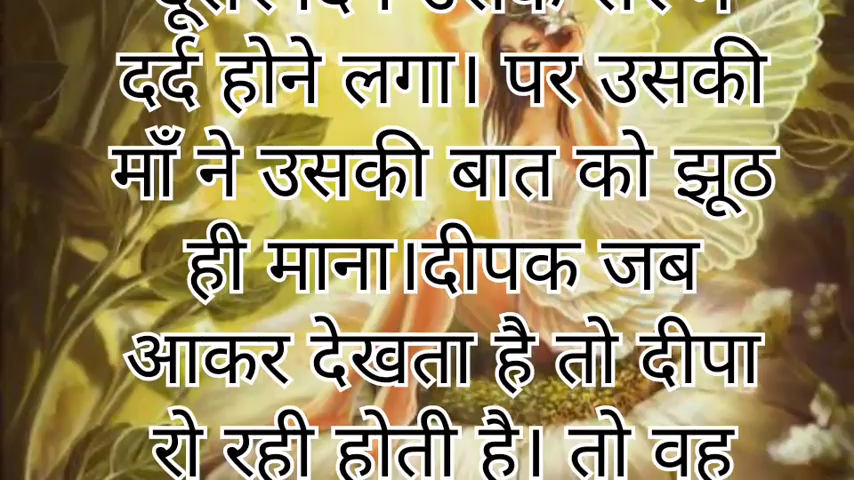 दर्द होने लगा। पर उसकी
माँ ने उसकी बात को झूठ
ही माना।दीपक जब
आकर देखता है तो दीपा
रो रही होती है। तो वह